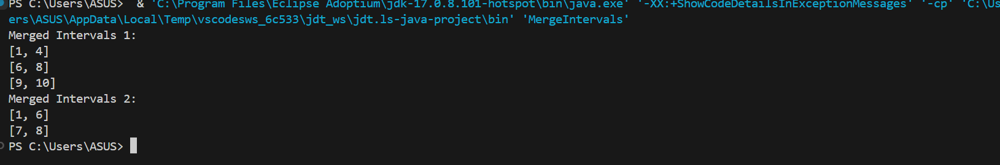 PS C:\Users\ASUS>  & 'C:\Program Files\Eclipse Adoptium\jdk-17.0.8.101-hotspot\bin\java.exe' '-XX:+ShowCodeDetailsInExceptionMessages' '-cp' 'C:\Us
ers\ASUS\AppData\Local\Temp\vscodesws_6c533\jdt_ws\jdt.ls-java-project\bin' 'MergeIntervals'
Merged Intervals 1:
[1, 4]
[6, 8]
[9, 10]
Merged Intervals 2:
[1, 6]
[7, 8]
PS C:\Users\ASUS>